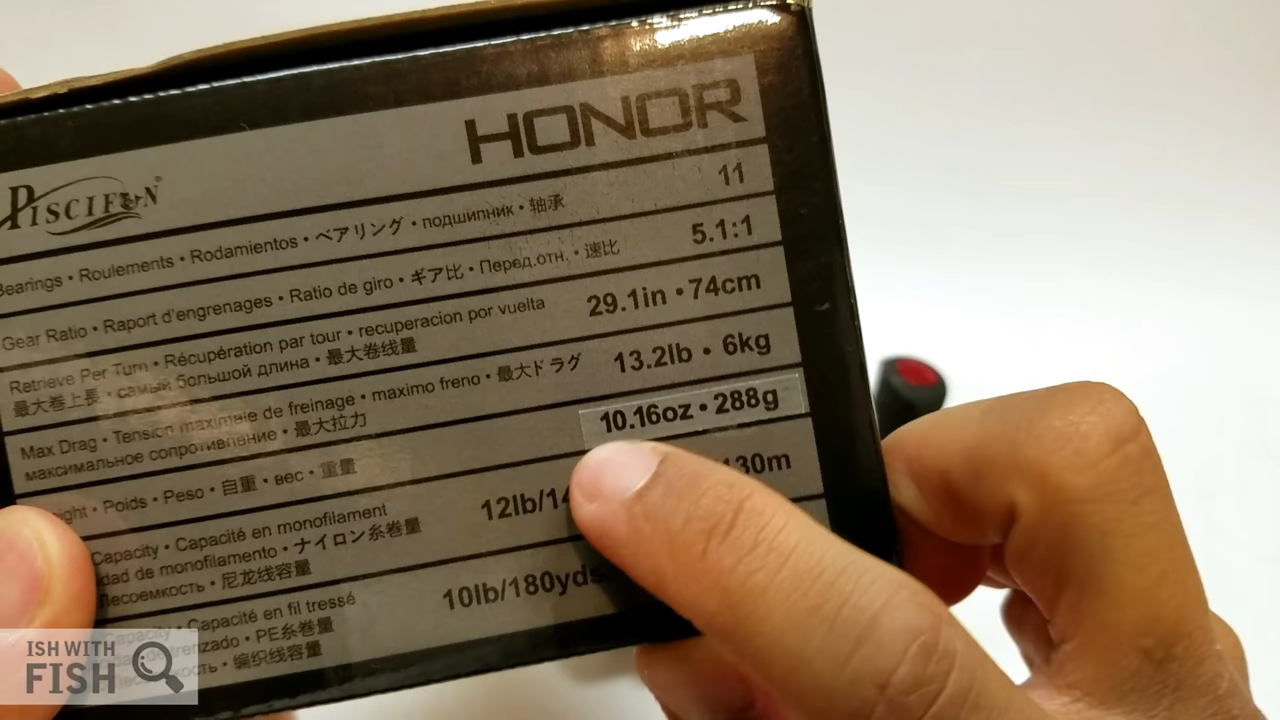 HONOR
PISCIFUN®
Bearings • Roulements • Rodamientos • ベアリング • подшипник • 轴承 11
Gear Ratio • Raport d'engrenages • Ratio de giro • ギア比 • Перед.отн. • 速比 5.1:1
Retrieve Per Turn • Récupération par tour • recuperacion por vuelta 29.1in • 74cm
最大巻上長 • самый большой длина • 最大卷线量
Max Drag • Tension maximale de freinage • maximo freno • 最大ドラグ 13.2lb • 6kg
максимальное сопротивление • 最大拉力
Poids • Peso • 自重 • вес • 重量 10.16oz • 288g
Capacity • Capacité en monofilament 12lb/14 130m
dad de monofilamento • ナイロン糸巻量
Лесоемкость • 尼龙线容量
Capacity • Capacité en fil tressé 10lb/180yds
trenzado • PE糸巻量
编织线容量
ISH WITH
FISH